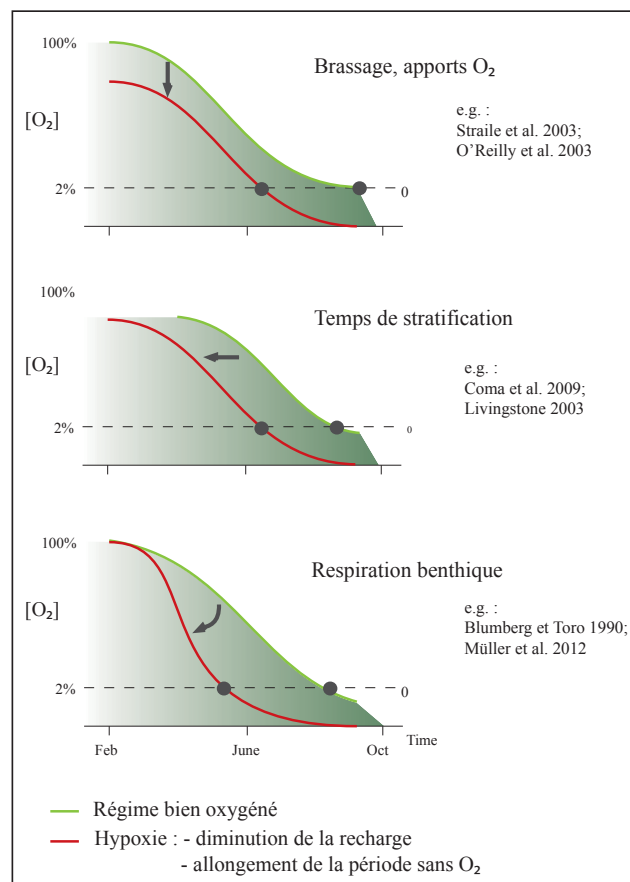 100%
Brassage, apports O₂
e.g. :
Straile et al. 2003;
O'Reilly et al. 2003
[O₂]
2%
0
100%
Temps de stratification
[O₂]
e.g. :
Coma et al. 2009;
Livingstone 2003
2%
0
100%
Respiration benthique
[O₂]
e.g. :
Blumberg et Toro 1990;
Müller et al. 2012
2%
0
Feb June Oct Time
Régime bien oxygéné
Hypoxie : - diminution de la recharge
- allongement de la période sans O₂